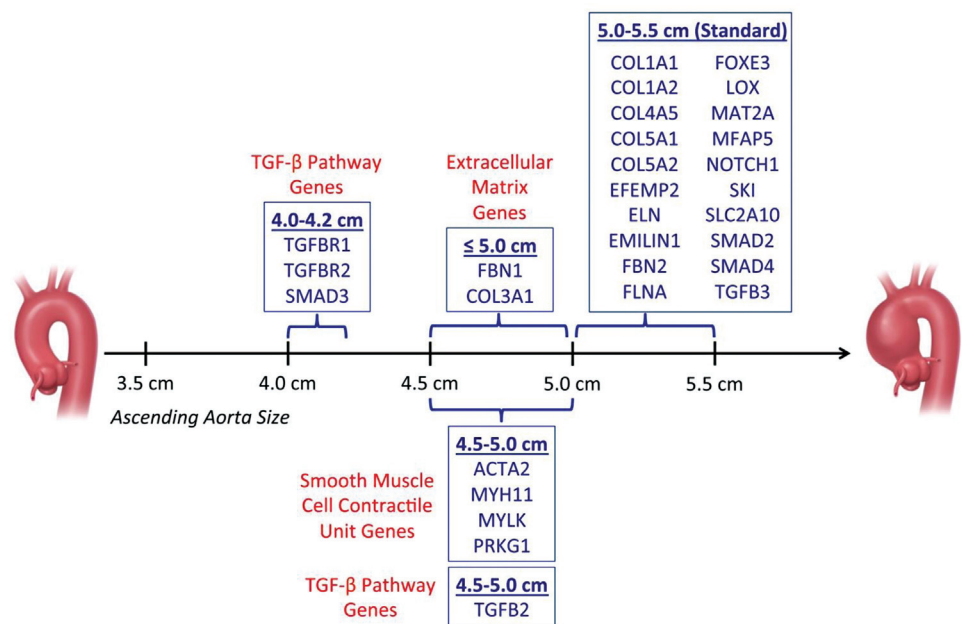 5.0-5.5 cm (Standard)
COL1A1 FOXE3
COL1A2 LOX
COL4A5 MAT2A
COL5A1 MFAP5
COL5A2 NOTCH1
EFEMP2 SKI
ELN SLC2A10
EMILIN1 SMAD2
FBN2 SMAD4
FLNA TGFB3
TGF-β Pathway
Genes
4.0-4.2 cm
TGFBR1
TGFBR2
SMAD3
Extracellular
Matrix
Genes
≤ 5.0 cm
FBN1
COL3A1
3.5 cm 4.0 cm 4.5 cm 5.0 cm 5.5 cm
Ascending Aorta Size
Smooth Muscle
Cell Contractile
Unit Genes
4.5-5.0 cm
ACTA2
MYH11
MYLK
PRKG1
TGF-β Pathway
Genes
4.5-5.0 cm
TGFB2